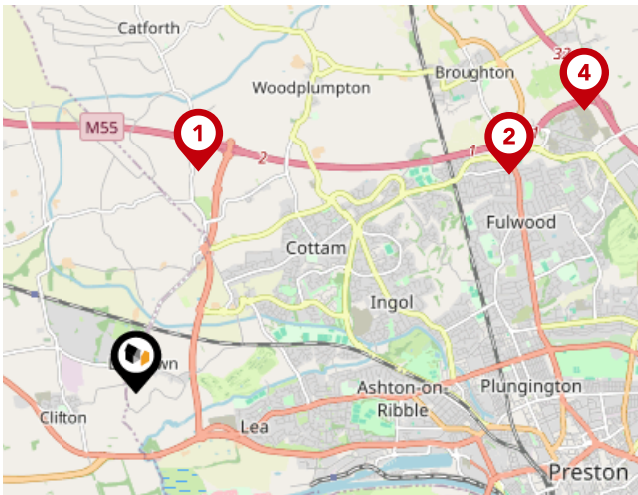 Catforth
32
4
Broughton
Woodplumpton
M55
1
2
1
2
1
Fulwood
Cottam
Ingol
Clifton
Ashton-on-
Ribble
Plungington
Lea
Preston